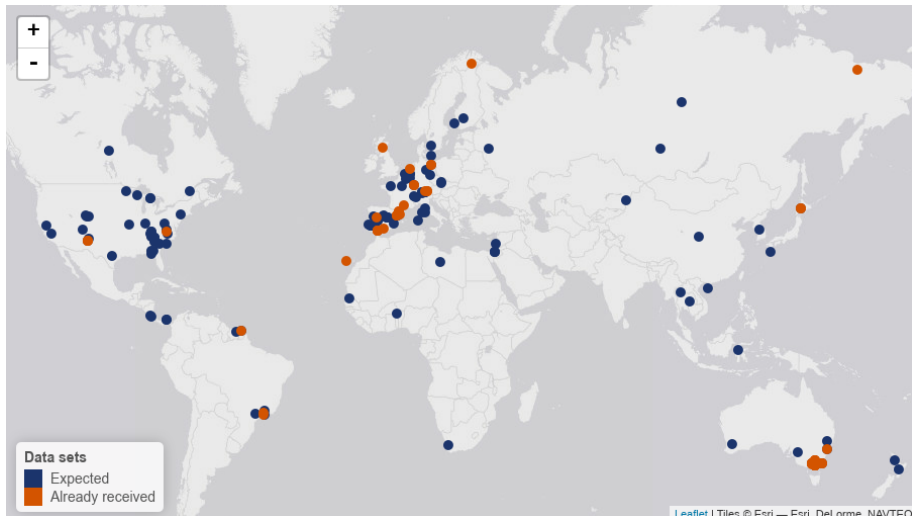 +
-
Data sets
Expected
Already received
Leaflet | Tiles © Esri — Esri, DeLorme, NAVTEQ